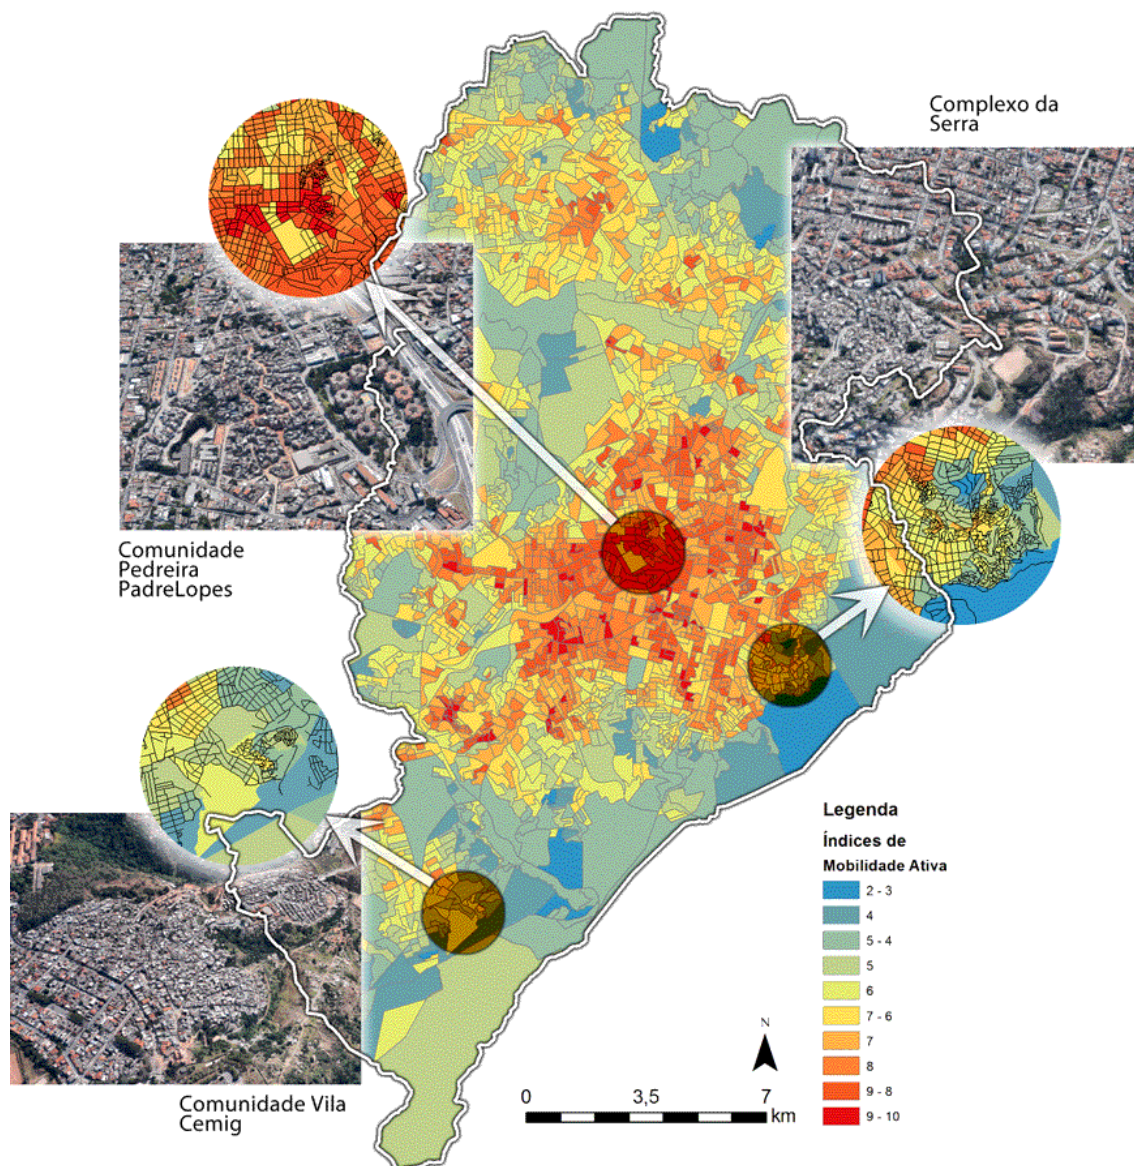 Complexo da
Serra
Comunidade
Pedreira
PadreLopes
Comunidade Vila
Cemig
Legenda
Índices de
Mobilidade Ativa
2 - 3
4
5 - 4
5
6
7 - 6
7
8
9 - 8
9 - 10
N
0 3,5 7
km